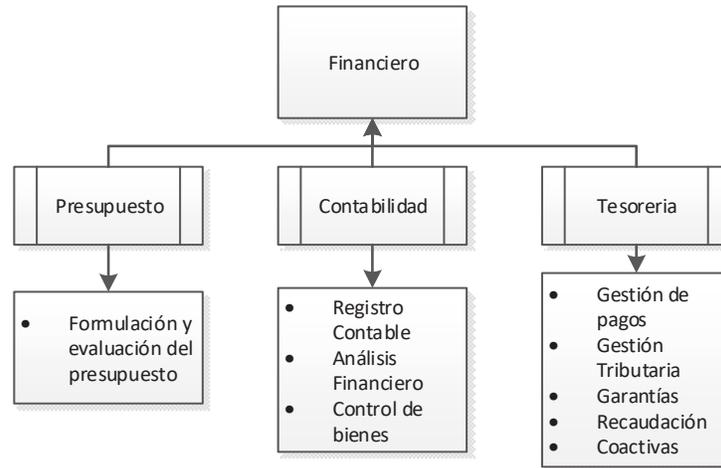 Financiero
Presupuesto
Contabilidad
Tesoreria
• Formulación y
evaluación del
presupuesto
• Registro
Contable
• Análisis
Financiero
• Control de
bienes
• Gestión de
pagos
• Gestión
Tributaria
• Garantías
• Recaudación
• Coactivas